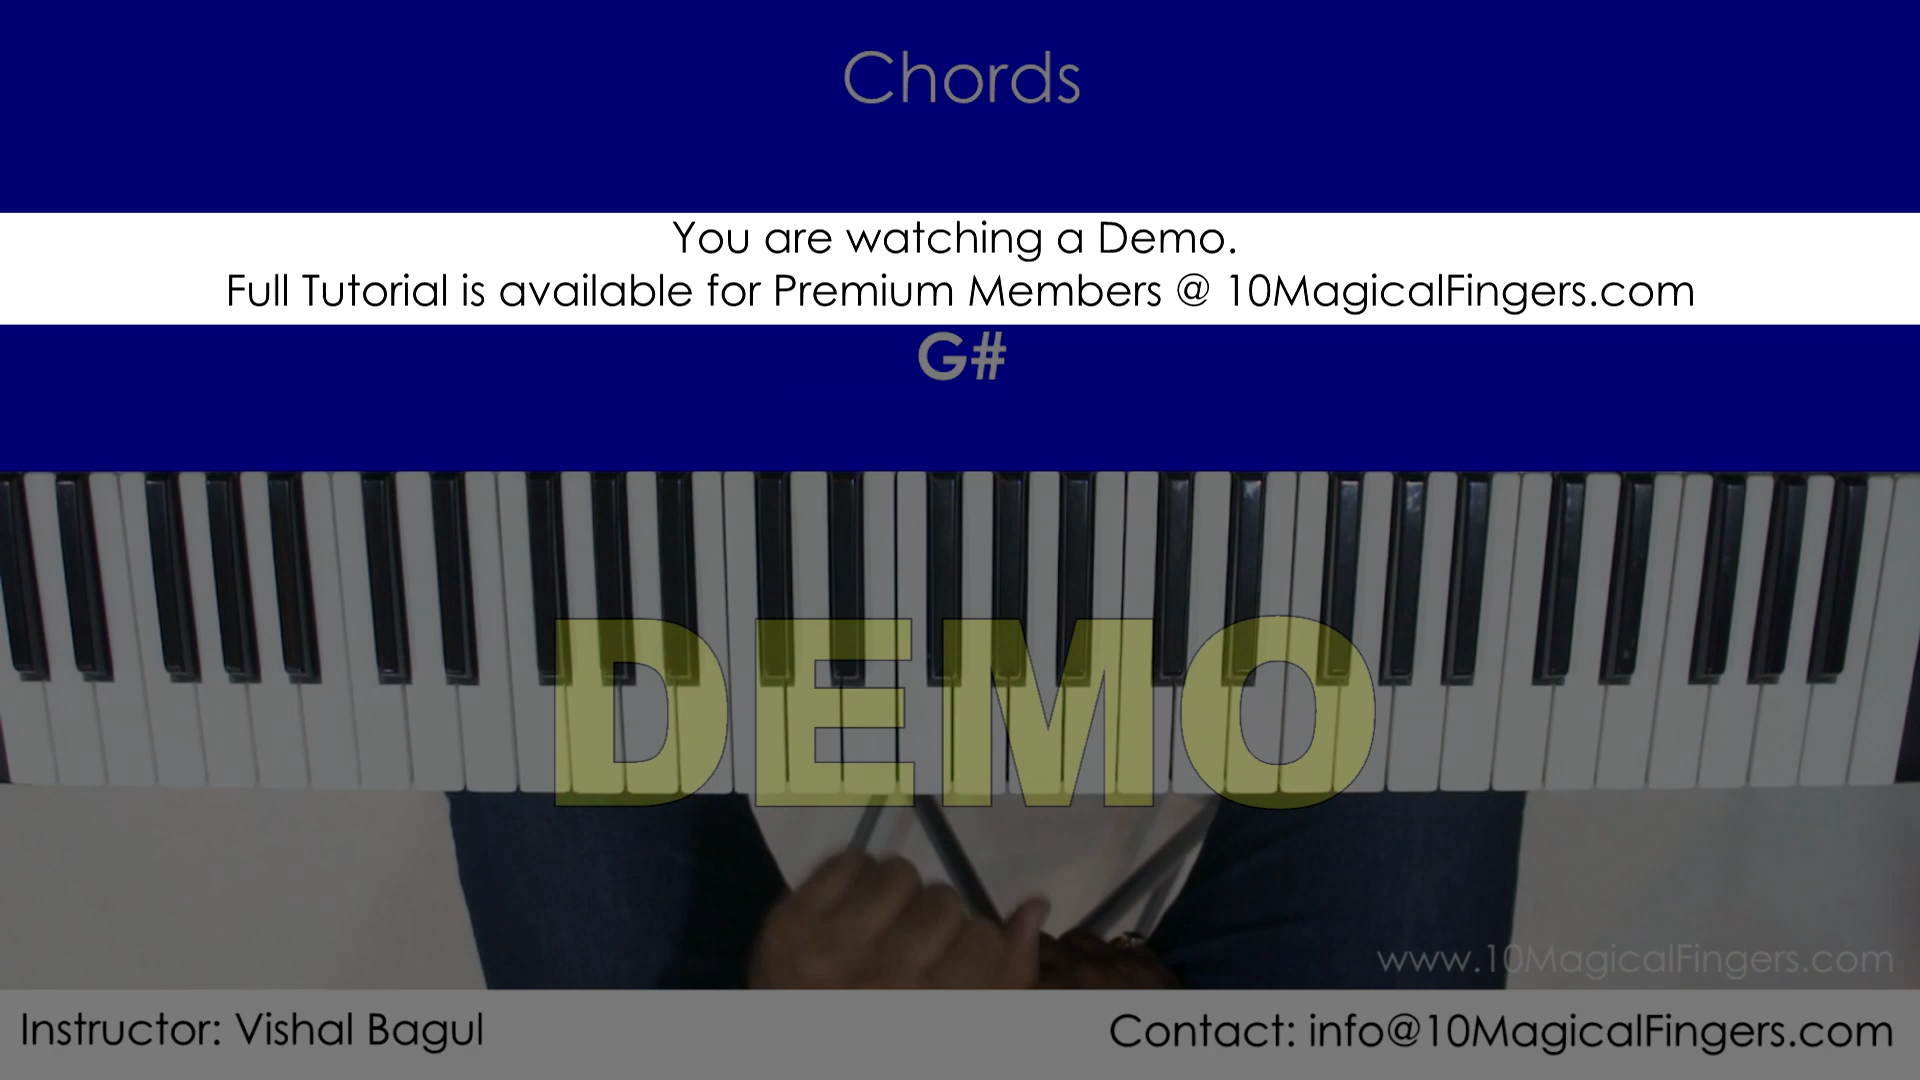 Chords
You are watching a Demo.
Full Tutorial is available for Premium Members @ 10MagicalFingers.com
G#
DEMO
www.10MagicalFingers.com
Instructor: Vishal Bagul
Contact: info@10MagicalFingers.com